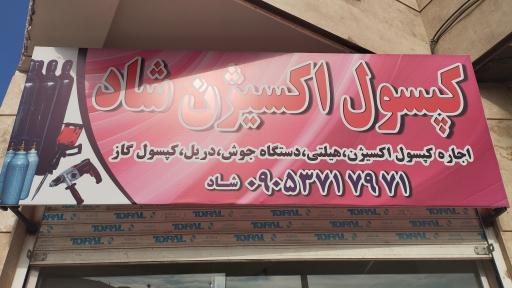 کپسول اکسیژن شاد
اجاره کپسول اکسیژن،هیلتی،دستگاه جوش،دریل،کپسول گاز
۰۹۰۵۳۷۱۷۹۷۱ شاد
TOPAL TOPAL TOPAL TOPAL TOPAL